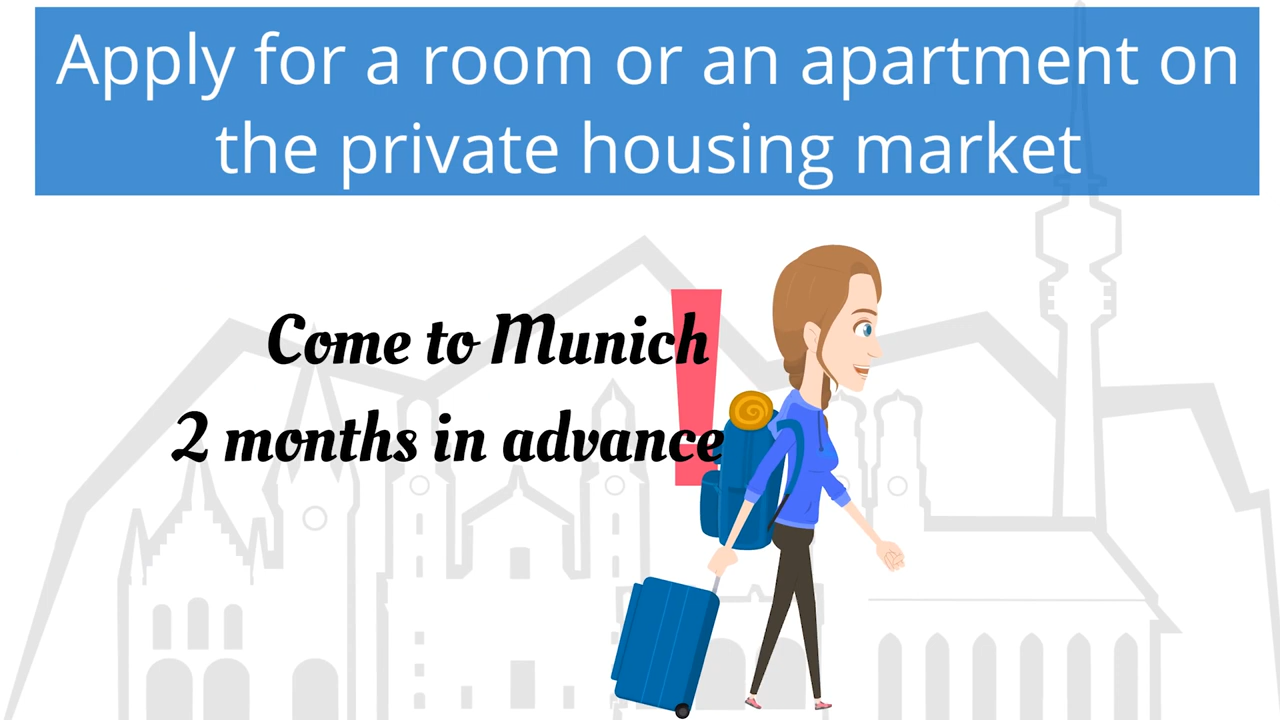 Apply for a room or an apartment on
the private housing market
Come to Munich
2 months in advance